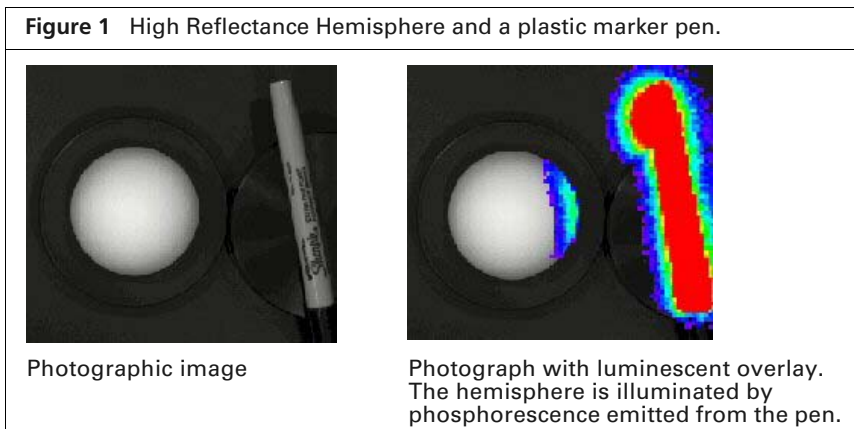 Figure 1 High Reflectance Hemisphere and a plastic marker pen.
Sharpie
Photographic image
Photograph with luminescent overlay.
The hemisphere is illuminated by
phosphorescence emitted from the pen.